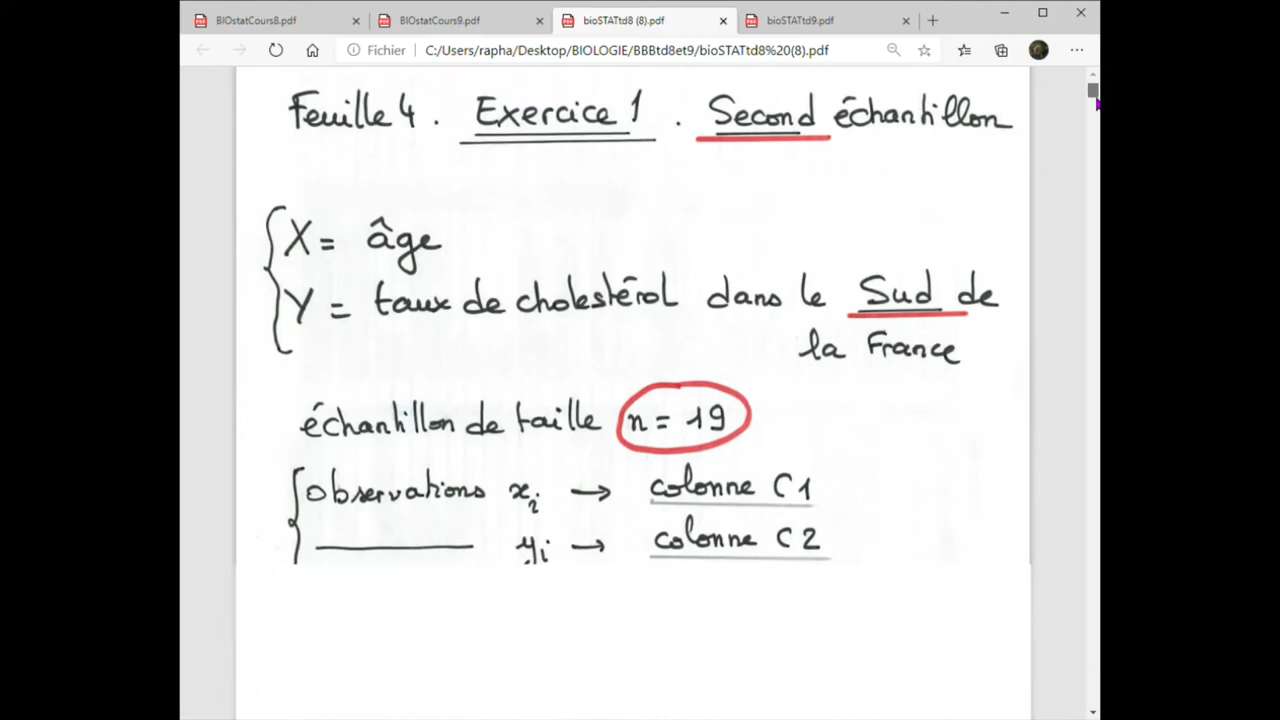 BIOstatCours8.pdf
BIOstatCours9.pdf
bioSTATtd8 (8).pdf
bioSTATtd9.pdf
Fichier
C:/Users/rapha/Desktop/BIOLOGIE/BBBtd8et9/bioSTATtd8%20(8).pdf
Feuille 4. Exercice 1. Second échantillon
X = âge
Y = taux de cholestérol dans le Sud de
la France
échantillon de taille n = 19
observations xi → colonne C1
yi → colonne C2